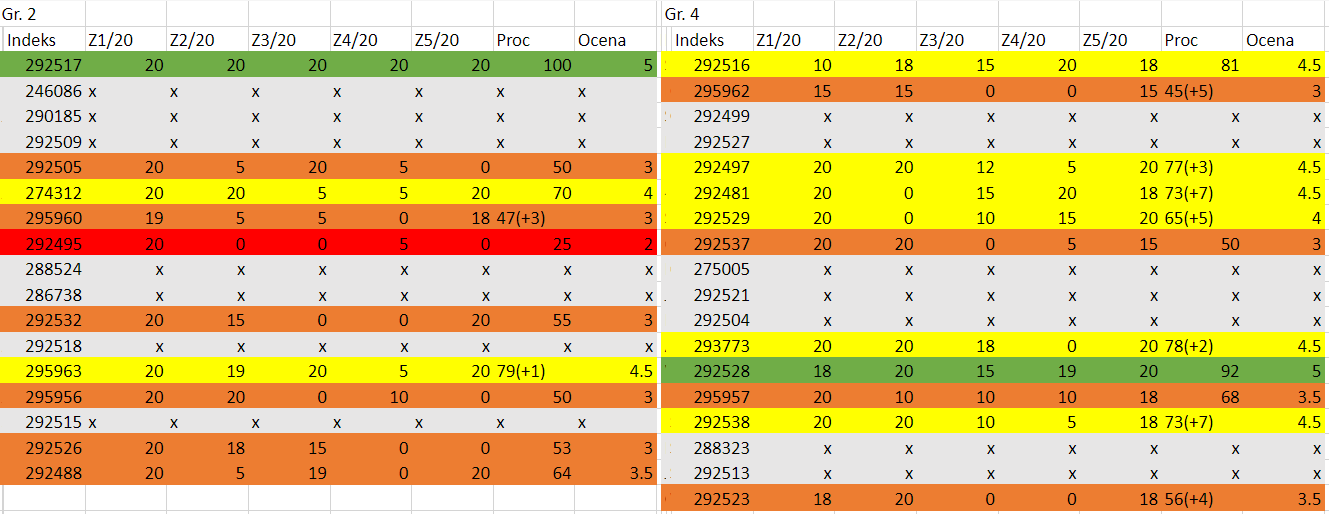 Gr. 2
Indeks Z1/20 Z2/20 Z3/20 Z4/20 Z5/20 Proc Ocena
292517 20 20 20 20 20 100 5
246086 x x x x x x x
290185 x x x x x x x
292509 x x x x x x x
292505 20 5 20 5 0 50 3
274312 20 20 5 5 20 70 4
295960 19 5 5 0 18 47(+3) 3
292495 20 0 0 5 0 25 2
288524 x x x x x x x
286738 x x x x x x x
292532 20 15 0 0 20 55 3
292518 x x x x x x x
295963 20 19 20 5 20 79(+1) 4.5
295956 20 20 0 10 0 50 3
292515 x x x x x x x
292526 20 18 15 0 0 53 3
292488 20 5 19 0 20 64 3.5
Gr. 4
Indeks Z1/20 Z2/20 Z3/20 Z4/20 Z5/20 Proc Ocena
292516 10 18 15 20 18 81 4.5
295962 15 15 0 0 15 45(+5) 3
292499 x x x x x x x
292527 x x x x x x x
292497 20 20 12 5 20 77(+3) 4.5
292481 20 0 15 20 18 73(+7) 4.5
292529 20 0 10 15 20 65(+5) 4
292537 20 20 0 5 15 50 3
275005 x x x x x x x
292521 x x x x x x x
292504 x x x x x x x
293773 20 20 18 0 20 78(+2) 4.5
292528 18 20 15 19 20 92 5
295957 20 10 10 10 18 68 3.5
292538 20 20 10 5 18 73(+7) 4.5
288323 x x x x x x x
292513 x x x x x x x
292523 18 20 0 0 18 56(+4) 3.5